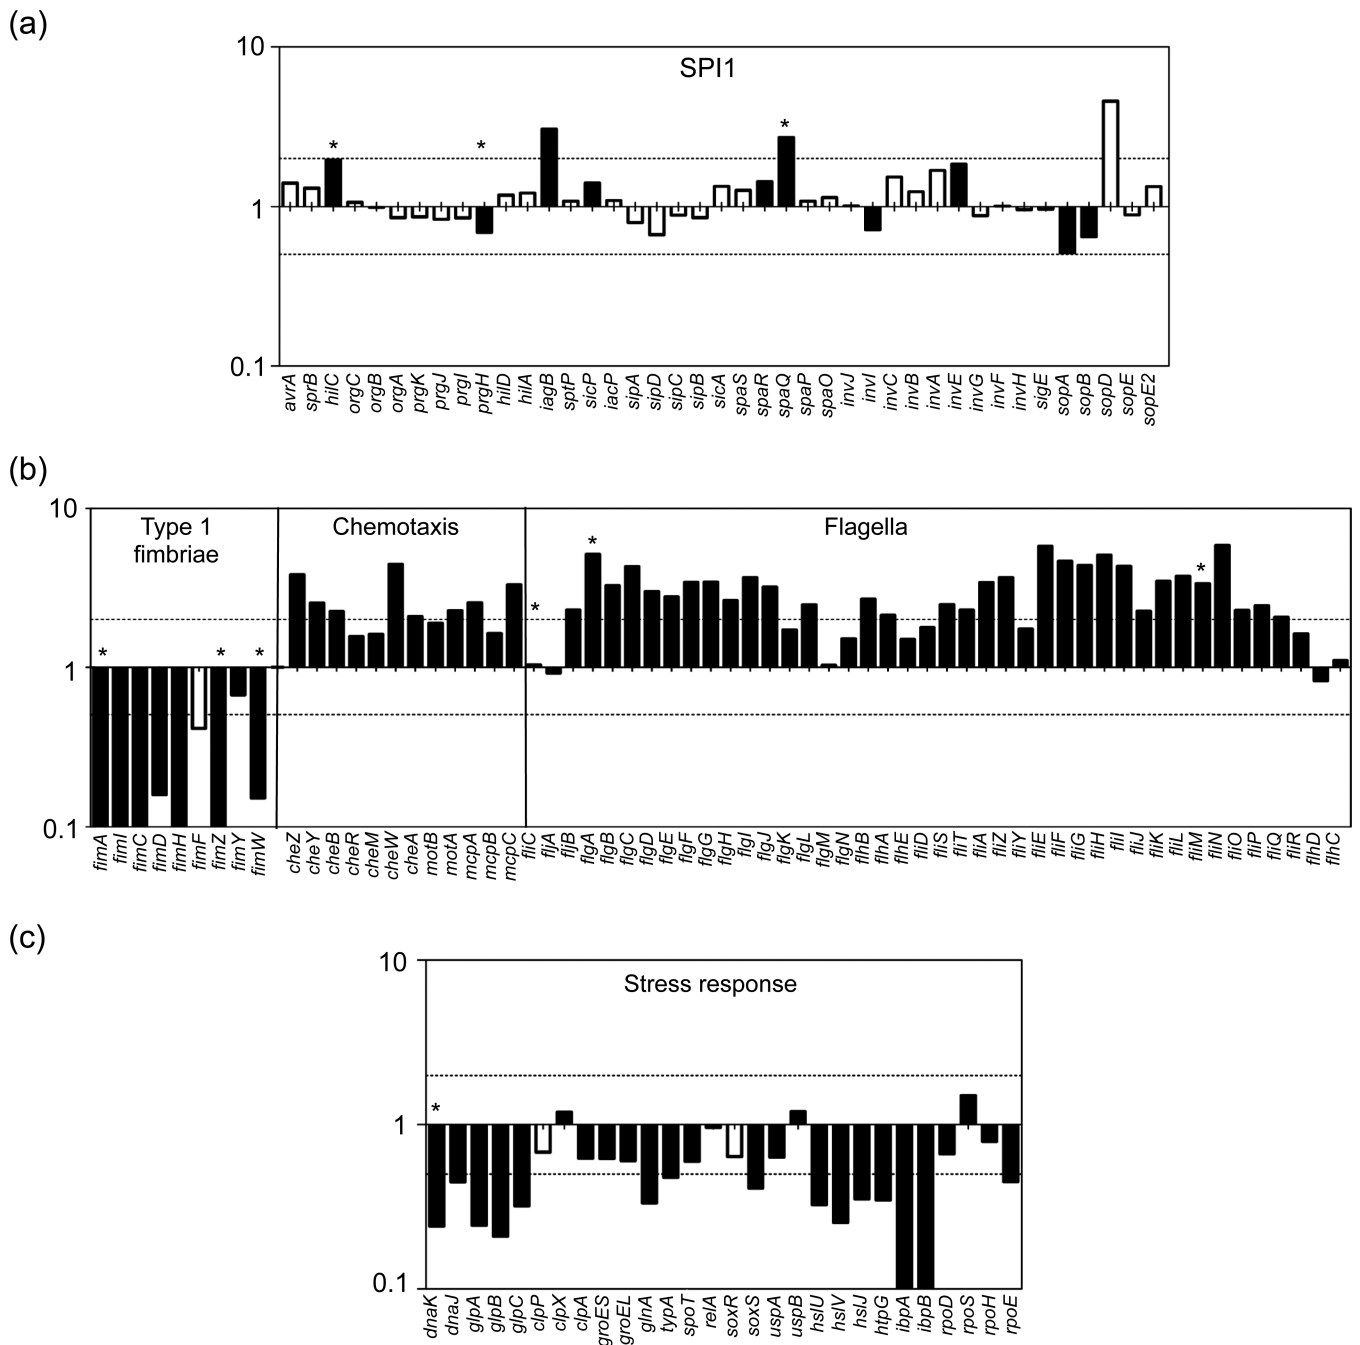 (a)
10
SPI1
*
*
*
1
0.1
avrA sprB hilC orgC orgB orgA prgK prgJ prgI prgH hilD hilA iagB sptP sicP iacP sipA sipD sipC sipB sicA spaS spaR spaQ spaP spaO invJ invI invC invB invA invE invG invF invH sigE sopA sopB sopD sopE sopE2
(b)
10
Type 1
fimbriae
Chemotaxis
Flagella
*
*
*
*
*
*
1
0.1
fimA fimI fimC fimD fimH fimF fimZ fimY fimW cheZ cheY cheB cheR cheM cheW cheA motB motA mcpA mcpB mcpC fliC fljA fljB flgA flgB flgC flgD flgE flgF flgG flgH flgI flgJ flgK flgL flgM flgN flhB flhA flhE fliD fliS fliT fliA fliZ fliY fliE fliF fliG fliH fliI fliJ fliK fliL fliM fliN fliO fliP fliQ fliR flhD flhC
(c)
10
Stress response
*
1
0.1
dnaK dnaJ glpA glpB glpC clpP clpX clpA groES groEL glnA typA spoT relA soxR soxS uspA uspB hslU hslV hslJ htpG ibpA ibpB rpoD rpoS rpoH rpoE